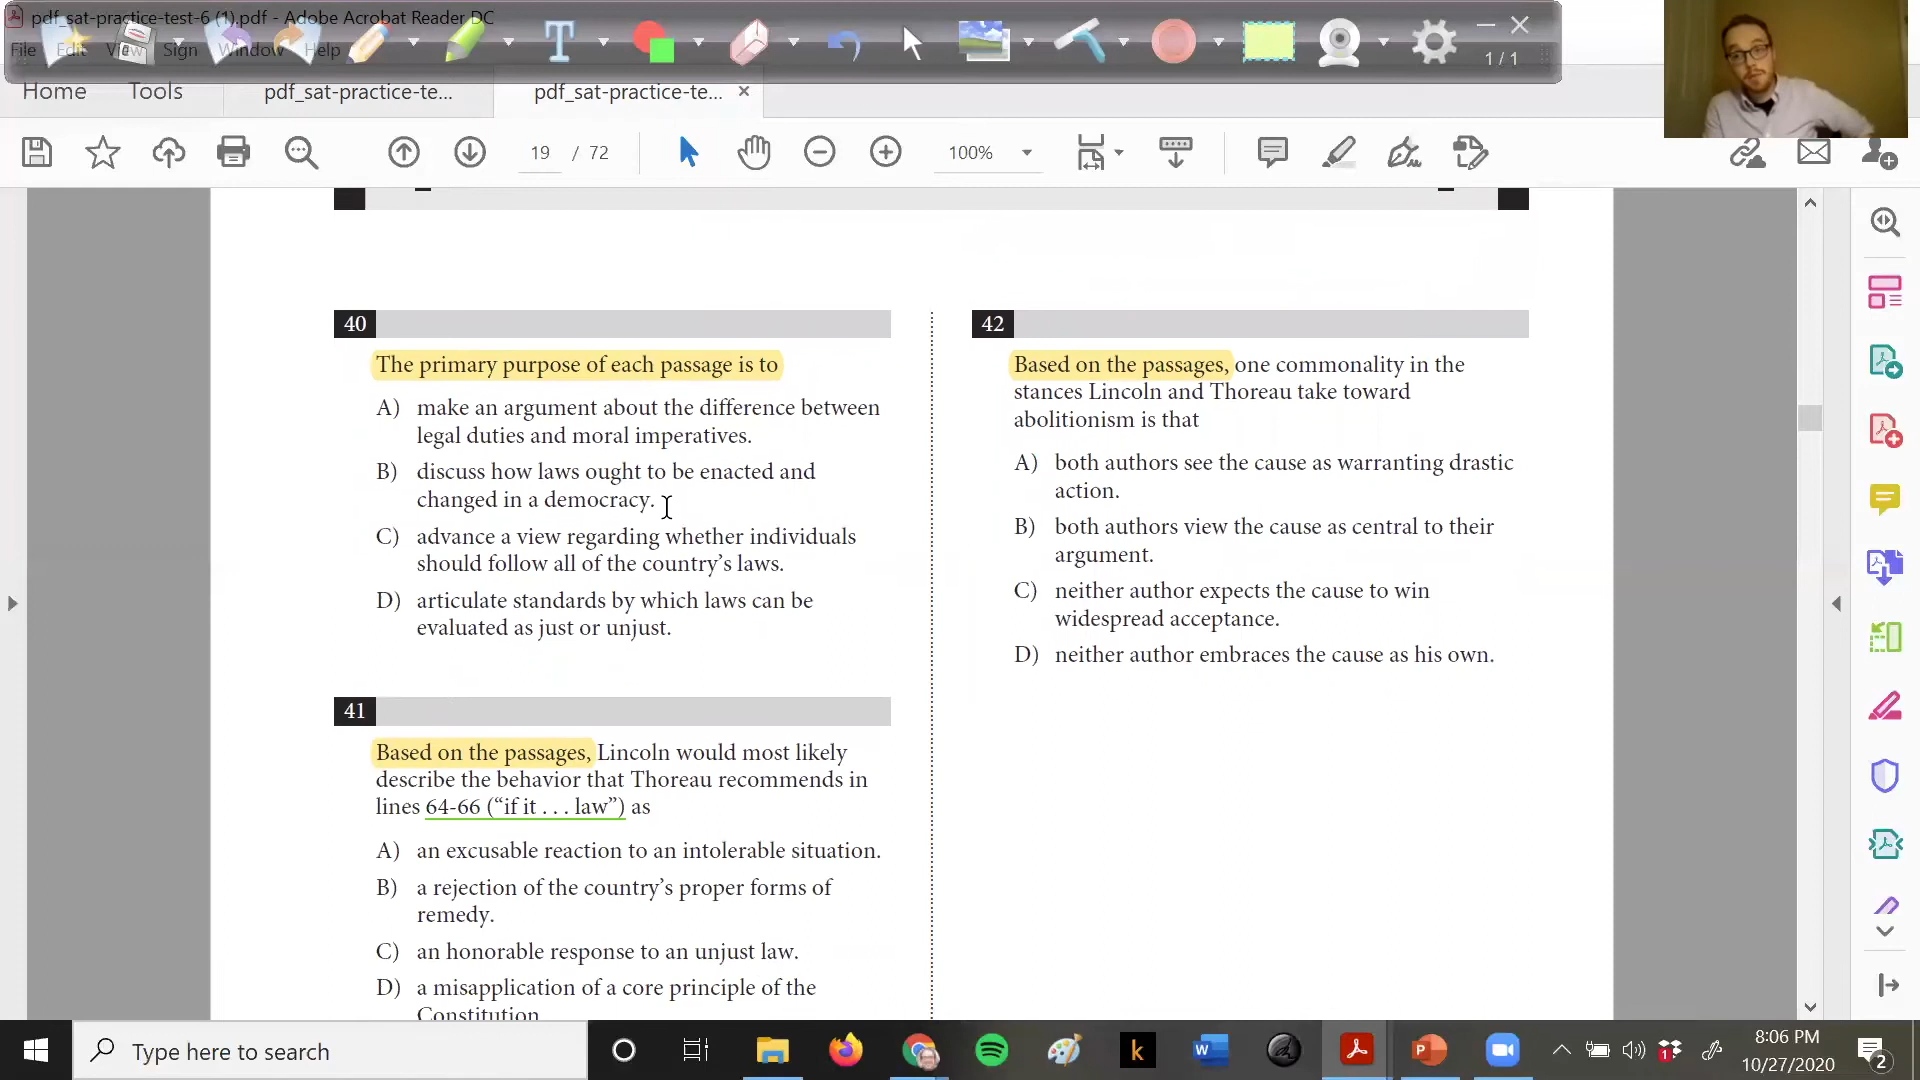 pdf_sat-practice-test-6 (1).pdf - Adobe Acrobat Reader DC
File Edit View Sign Window Help
1 / 1
Home Tools pdf_sat-practice-te... pdf_sat-practice-te...
19 / 72 100%
40
The primary purpose of each passage is to
A) make an argument about the difference between
legal duties and moral imperatives.
B) discuss how laws ought to be enacted and
changed in a democracy.
C) advance a view regarding whether individuals
should follow all of the country’s laws.
D) articulate standards by which laws can be
evaluated as just or unjust.
41
Based on the passages, Lincoln would most likely
describe the behavior that Thoreau recommends in
lines 64-66 (“if it . . . law”) as
A) an excusable reaction to an intolerable situation.
B) a rejection of the country’s proper forms of
remedy.
C) an honorable response to an unjust law.
D) a misapplication of a core principle of the
Constitution.
42
Based on the passages, one commonality in the
stances Lincoln and Thoreau take toward
abolitionism is that
A) both authors see the cause as warranting drastic
action.
B) both authors view the cause as central to their
argument.
C) neither author expects the cause to win
widespread acceptance.
D) neither author embraces the cause as his own.
Type here to search
8:06 PM
10/27/2020
2